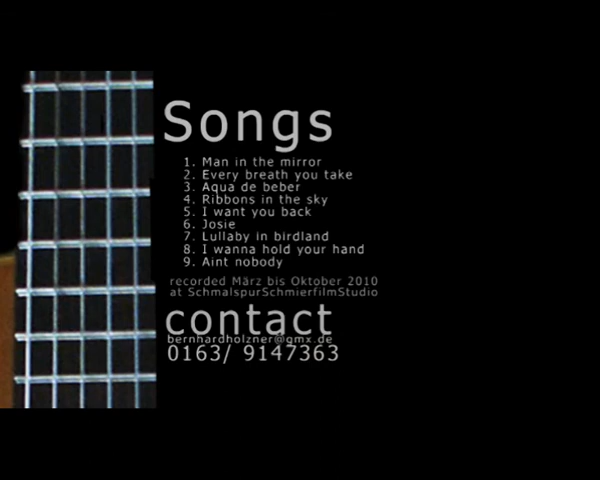 Songs
1. Man in the mirror
2. Every breath you take
3. Aqua de beber
4. Ribbons in the sky
5. I want you back
6. Josie
7. Lullaby in birdland
8. I wanna hold your hand
9. Aint nobody
recorded März bis Oktober 2010
at SchmalspurSchmierfilmStudio
contact
bernhardholzner@gmx.de
0163/ 9147363